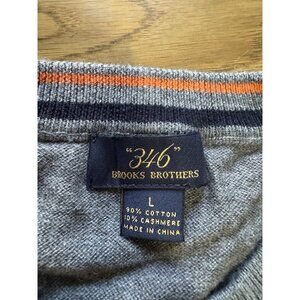 "346"
BROOKS BROTHERS
L
90% COTTON
10% CASHMERE
MADE IN CHINA